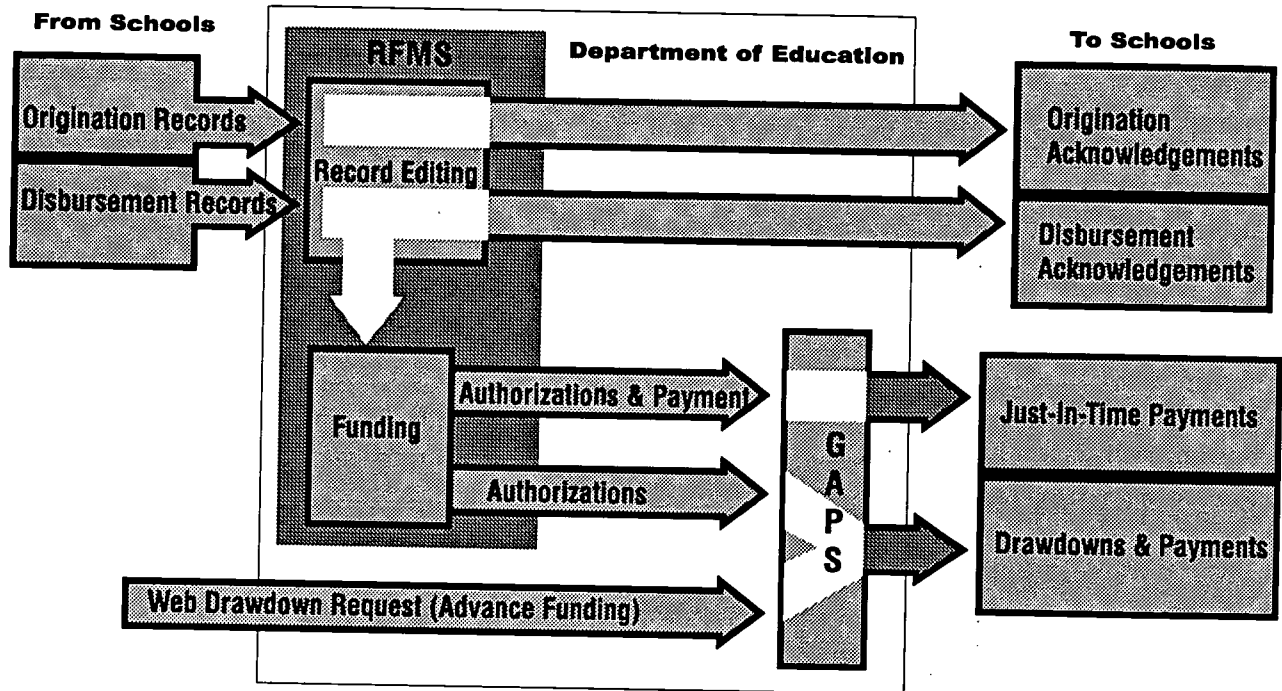 From Schools
RFMS
Department of Education
To Schools
Origination Records
Disbursement Records
Record Editing
Origination
Acknowledgements
Disbursement
Acknowledgements
Funding
Authorizations & Payment
Authorizations
GAPS
Just-In-Time Payments
Drawdowns & Payments
Web Drawdown Request (Advance Funding)